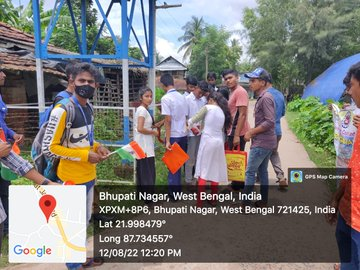 GPS Map Camera
Bhupati Nagar, West Bengal, India
XPXM+8P6, Bhupati Nagar, West Bengal 721425, India
Lat 21.998479°
Long 87.734557°
12/08/22 12:20 PM
Google